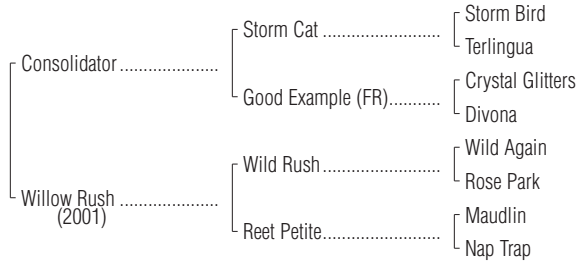 Storm Bird
Storm Cat ........................
Terlingua
Consolidator ....................
Crystal Glitters
Good Example (FR)...........
Divona
Wild Again
Wild Rush ........................
Rose Park
Willow Rush ....................
(2001)
Maudlin
Reet Petite........................
Nap Trap